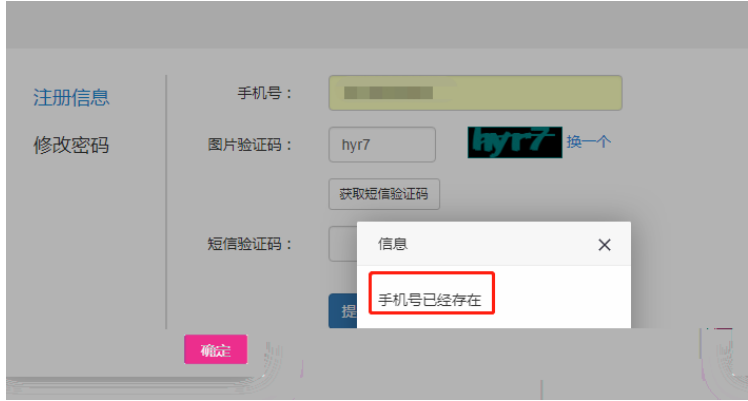 注册信息
手机号：
修改密码
图片验证码：
hyr7
hyr7
换一个
获取短信验证码
短信验证码：
信息
手机号已经存在
提
确定